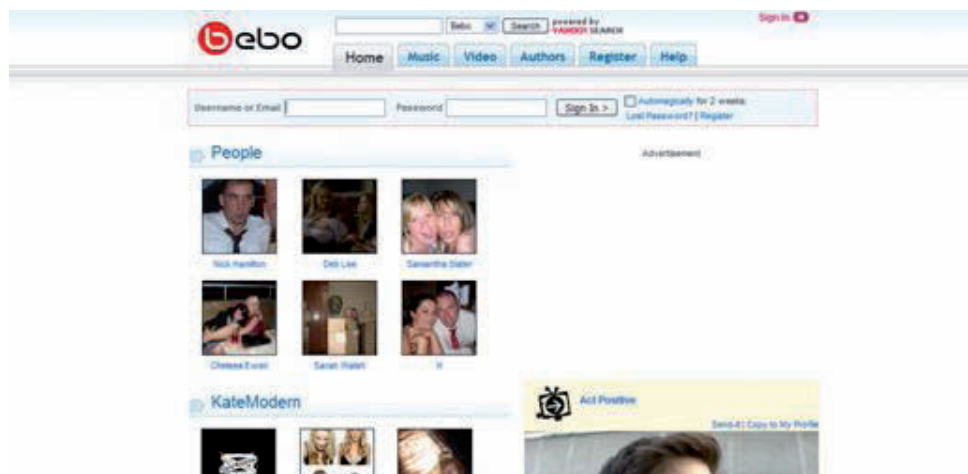 bebo
Bebo Search powered by YAHOO! SEARCH
Sign In
Home Music Video Authors Register Help
Username or Email Password Sign In > Automagically for 2 weeks.
Lost Password? | Register
People
Advertisement
Nick Hamilton Deb Lee Samantha Slater
Chelsea Ewen Sarah Walsh H
KateModern
Act Positive
Send-it | Copy to My Profile